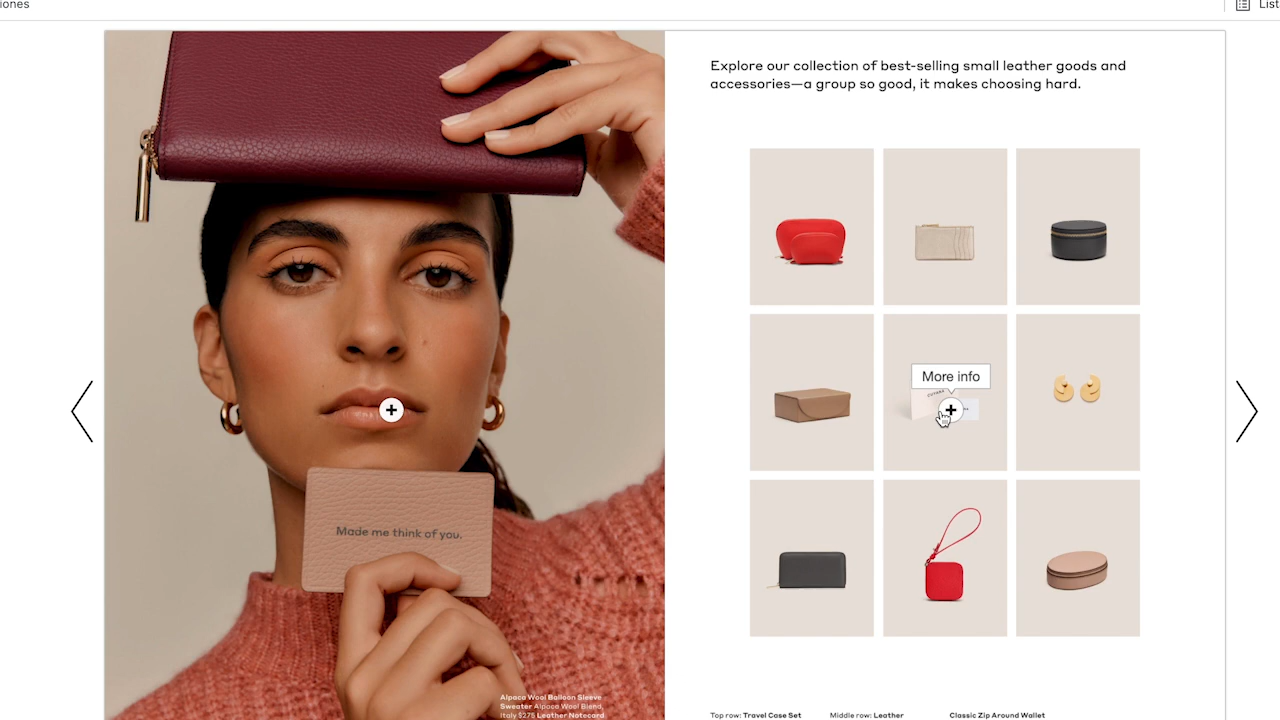 iones
List
Explore our collection of best-selling small leather goods and
accessories—a group so good, it makes choosing hard.
More info
CUYANA
Made me think of you.
Alpaca Wool Balloon Sleeve
Sweater Alpaca Wool Blend,
Italy $275 Leather Notecard
Top row: Travel Case Set
Middle row: Leather
Classic Zip Around Wallet